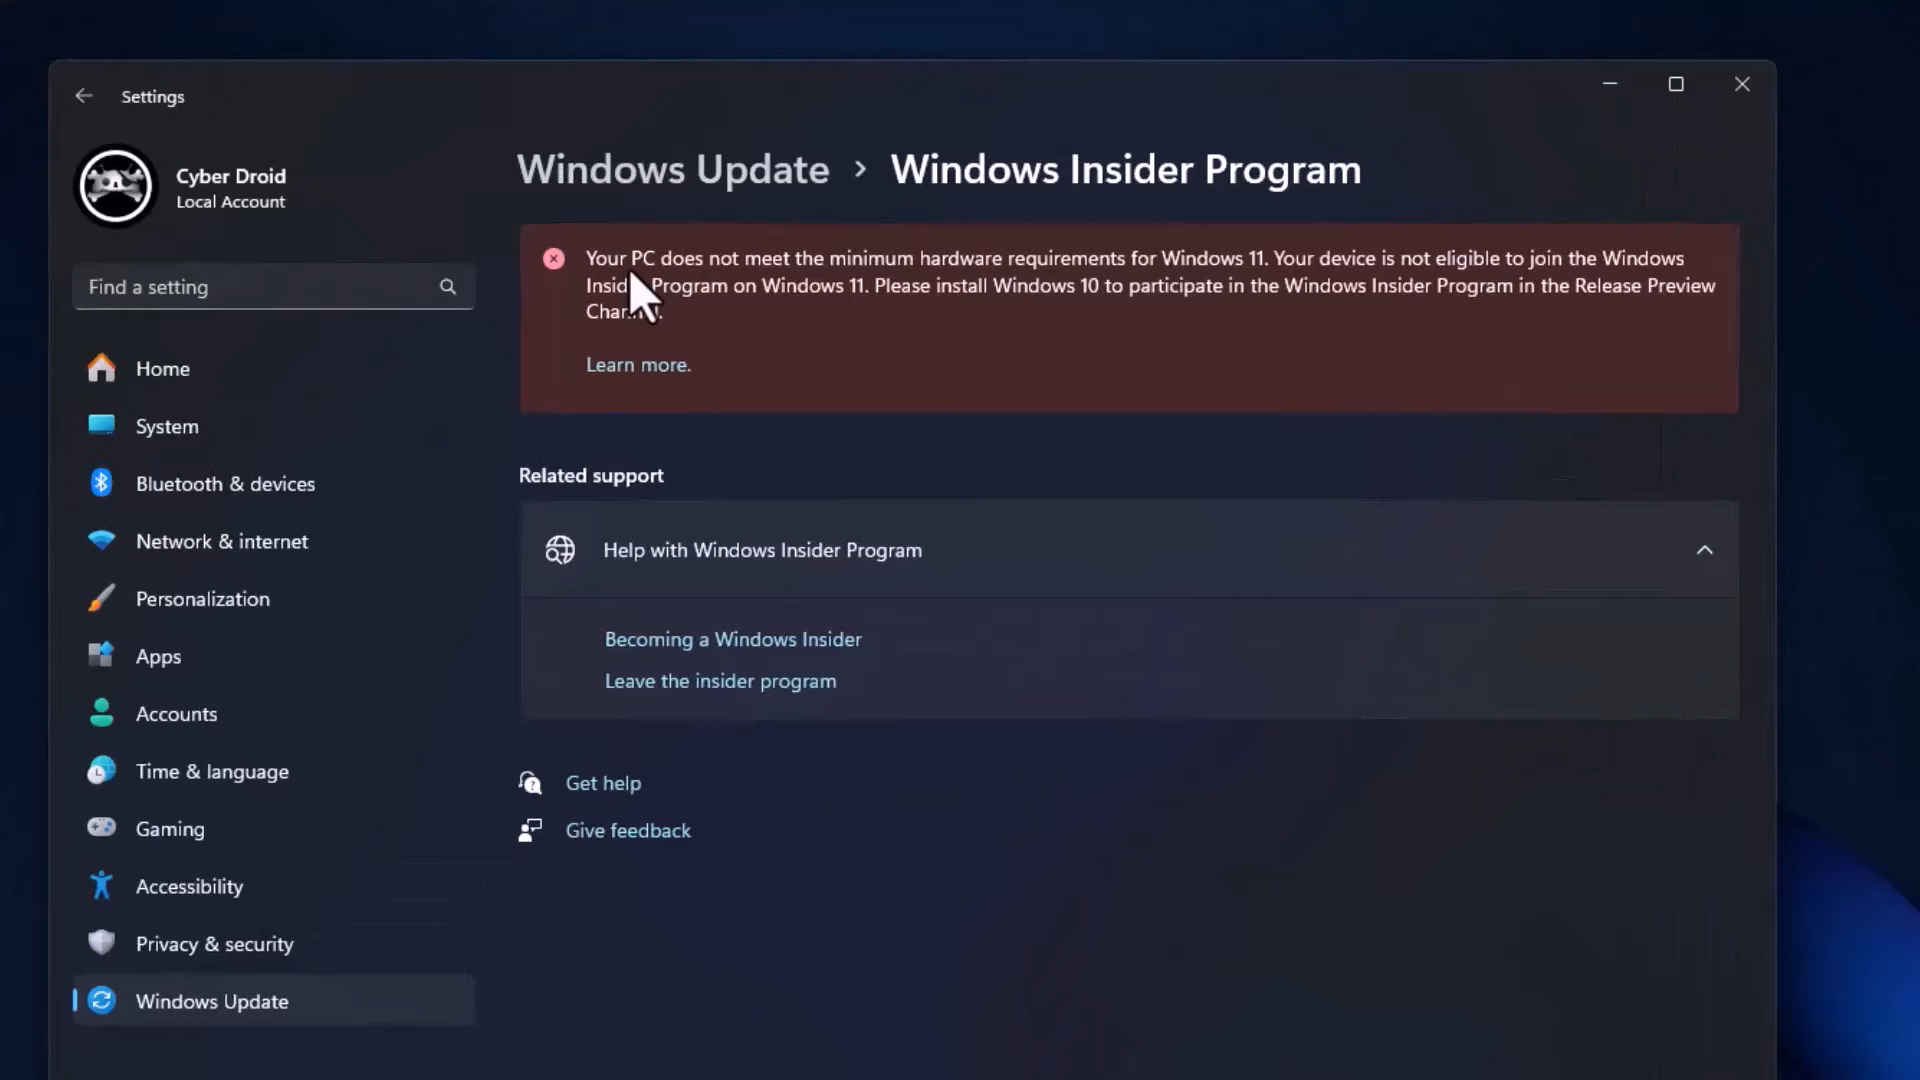 Settings
Cyber Droid
Local Account
Find a setting
Home
System
Bluetooth & devices
Network & internet
Personalization
Apps
Accounts
Time & language
Gaming
Accessibility
Privacy & security
Windows Update
Windows Update > Windows Insider Program
Your PC does not meet the minimum hardware requirements for Windows 11. Your device is not eligible to join the Windows
Program on Windows 11. Please install Windows 10 to participate in the Windows Insider Program in the Release Preview
Learn more.
Related support
Help with Windows Insider Program
Becoming a Windows Insider
Leave the insider program
Get help
Give feedback